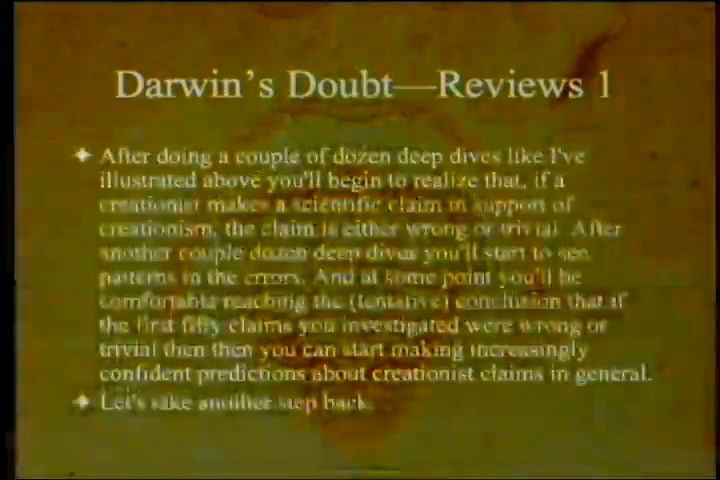 Darwin's Doubt—Reviews 1
After doing a couple of dozen deep dives like I've
illustrated above you'll begin to realize that, if a
creationist makes a scientific claim in support of
creationism, the claim is either wrong or trivial. After
another couple dozen deep dives you'll start to see
patterns in the errors. And at some point you'll be
comfortable reaching the (tentative) conclusion that if
the first fifty claims you investigated were wrong or
trivial then then you can start making increasingly
confident predictions about creationist claims in general.
Let's take another step back.